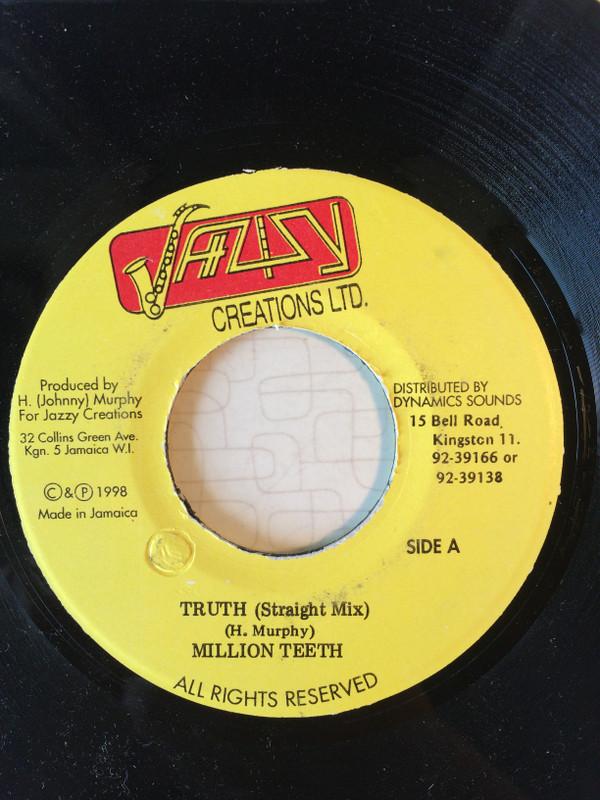 Jazzy
CREATIONS LTD.
Produced by
H. (Johnny) Murphy
For Jazzy Creations
32 Collins Green Ave.
Kgn. 5 Jamaica W.I.
©&℗ 1998
Made in Jamaica
DISTRIBUTED BY
DYNAMICS SOUNDS
15 Bell Road,
Kingston 11.
92-39166 or
92-39138
SIDE A
TRUTH (Straight Mix)
(H. Murphy)
MILLION TEETH
ALL RIGHTS RESERVED